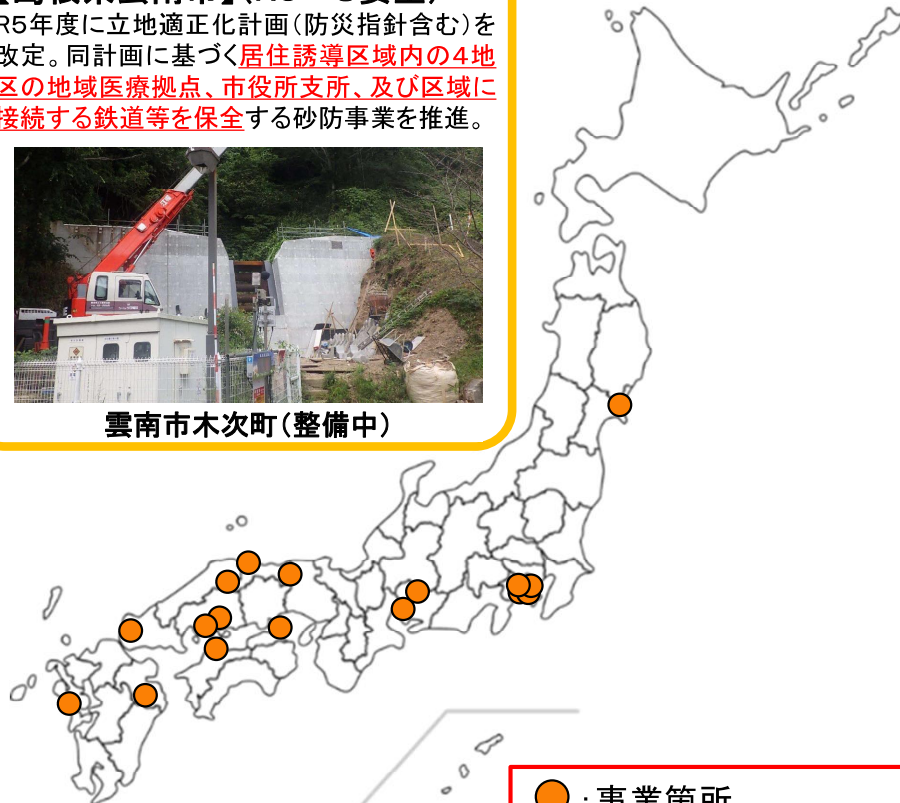 R5年度に立地適正化計画（防災指針含む）を
改定。同計画に基づく居住誘導区域内の4地
区の地域医療拠点、市役所支所、及び区域に
接続する鉄道等を保全する砂防事業を推進。
雲南市木次町（整備中）
：事業箇所